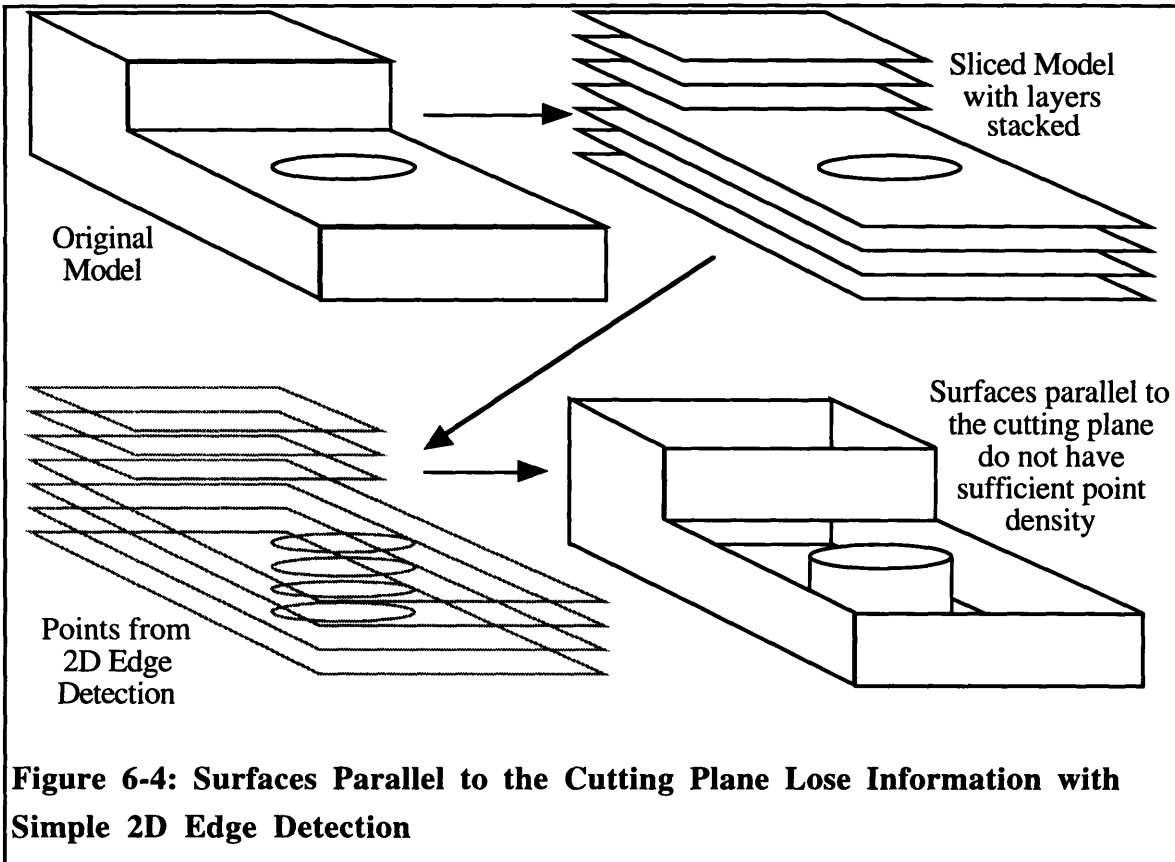 Sliced Model
with layers
stacked
Original
Model
Surfaces parallel to
the cutting plane
do not have
sufficient point
density
Points from
2D Edge
Detection
Figure 6-4: Surfaces Parallel to the Cutting Plane Lose Information with
Simple 2D Edge Detection